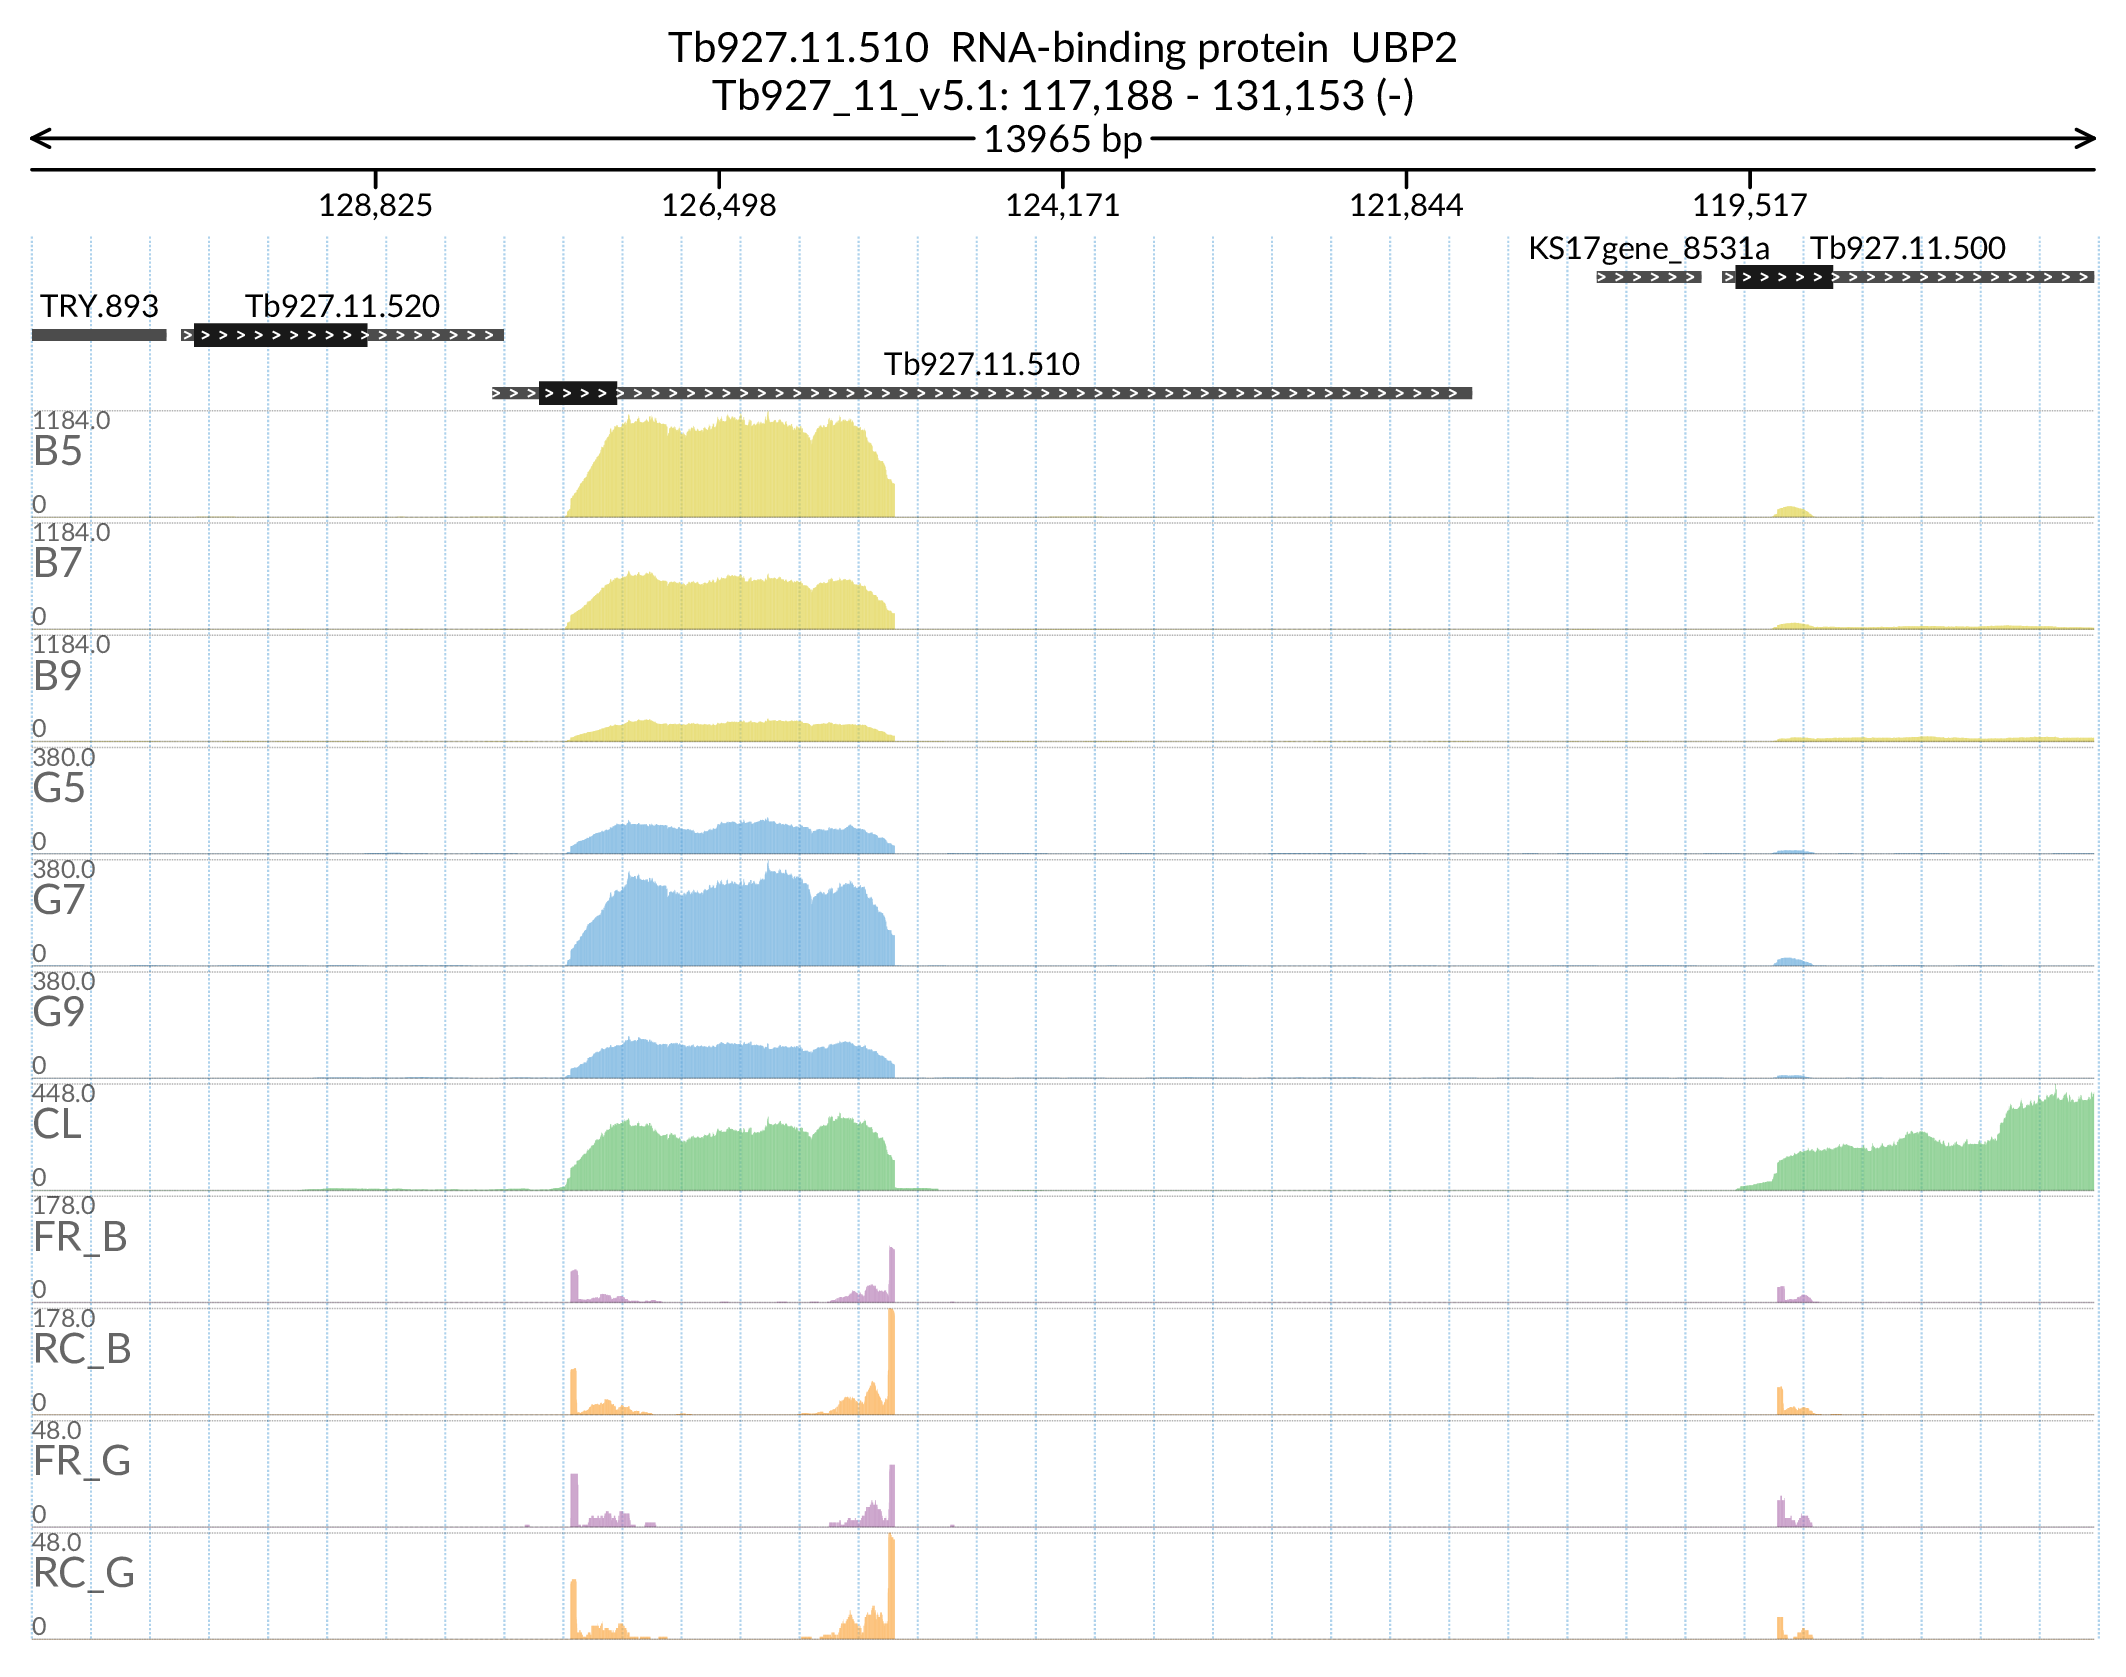 Tb927.11.510 RNA-binding protein UBP2
Tb927_11_v5.1: 117,188 - 131,153 (-)
13965 bp
128,825 126,498 124,171 121,844 119,517
KS17gene_8531a Tb927.11.500
TRY.893 Tb927.11.520
Tb927.11.510
1184.0
B5
0
1184.0
B7
0
1184.0
B9
0
380.0
G5
0
380.0
G7
0
380.0
G9
0
448.0
CL
0
178.0
FR_B
0
178.0
RC_B
0
48.0
FR_G
0
48.0
RC_G
0